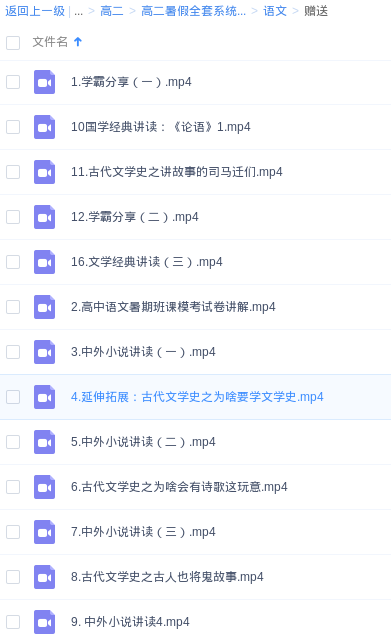 返回上一级 | ... > 高二 > 高二暑假全套系统... > 语文 > 赠送
文件名
1.学霸分享（一）.mp4
10国学经典讲读：《论语》1.mp4
11.古代文学史之讲故事的司马迁们.mp4
12.学霸分享（二）.mp4
16.文学经典讲读（三）.mp4
2.高中语文暑期班课模考试卷讲解.mp4
3.中外小说讲读（一）.mp4
4.延伸拓展：古代文学史之为啥要学文学史.mp4
5.中外小说讲读（二）.mp4
6.古代文学史之为啥会有诗歌这玩意.mp4
7.中外小说讲读（三）.mp4
8.古代文学史之古人也将鬼故事.mp4
9. 中外小说讲读4.mp4